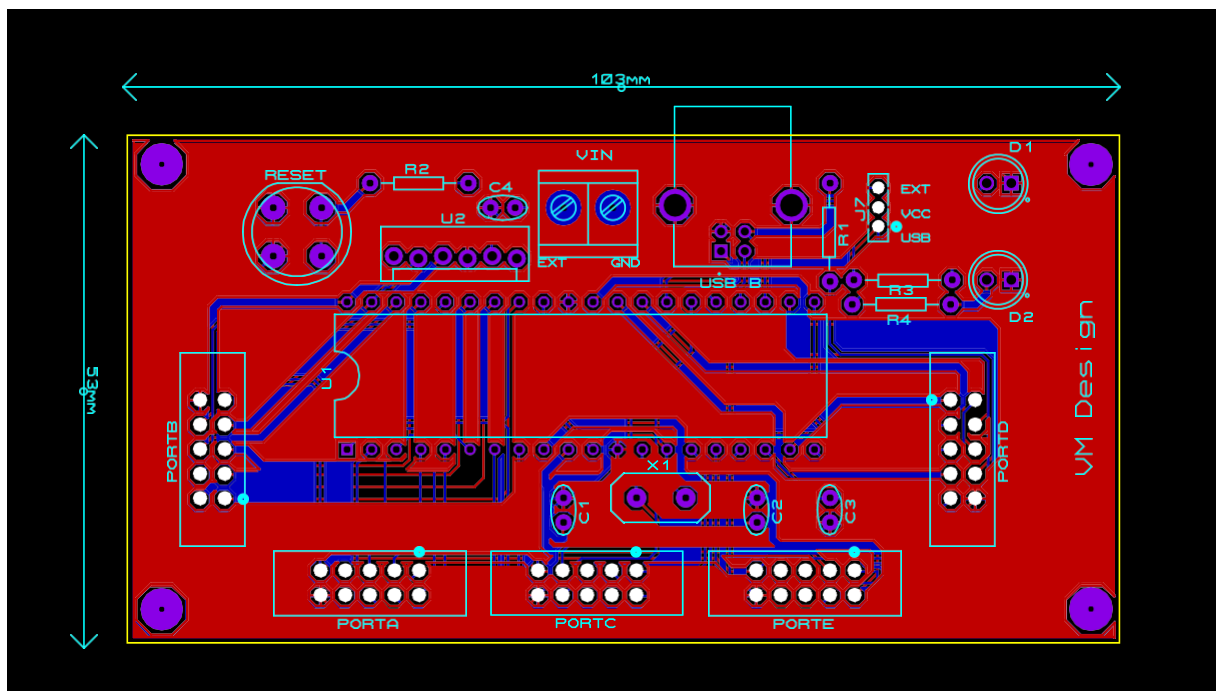 103mm
VIN
D1
RESET
R2
C4
EXT
J7
VCC
U2
R1
USB
EXT
GND
USB B
R3
R4
D2
U1
53mm
VM Design
PORTB
PORTD
X1
C1
C2
C3
PORTA
PORTC
PORTE